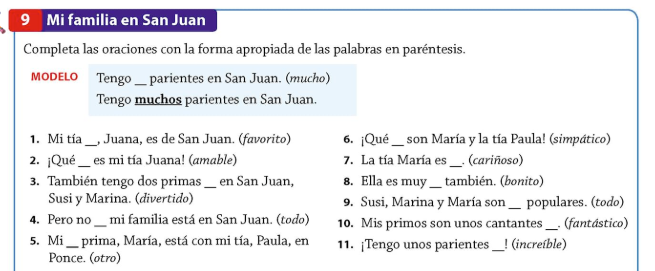 9 Mi familia en San Juan
Completa las oraciones con la forma apropiada de las palabras en paréntesis.
MODELO Tengo __ parientes en San Juan. (mucho)
Tengo muchos parientes en San Juan.
1. Mi tía __, Juana, es de San Juan. (favorito)
2. ¡Qué __ es mi tía Juana! (amable)
3. También tengo dos primas __ en San Juan,
Susi y Marina. (divertido)
4. Pero no __ mi familia está en San Juan. (todo)
5. Mi __ prima, María, está con mi tía, Paula, en
Ponce. (otro)
6. ¡Qué __ son María y la tía Paula! (simpático)
7. La tía María es __. (cariñoso)
8. Ella es muy __ también. (bonito)
9. Susi, Marina y María son __ populares. (todo)
10. Mis primos son unos cantantes __. (fantástico)
11. ¡Tengo unos parientes __! (increíble)